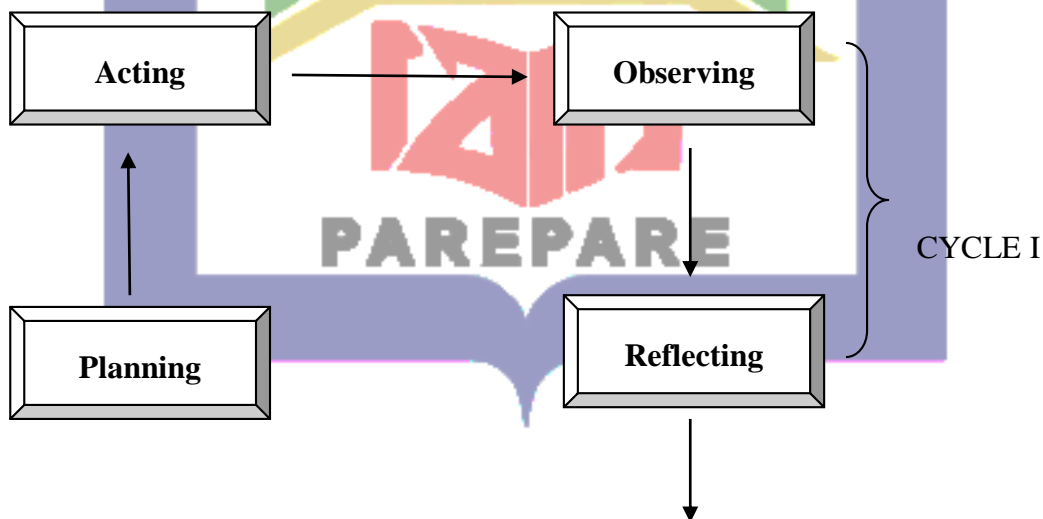 Acting
Observing
PAREPARE
CYCLE I
Planning
Reflecting